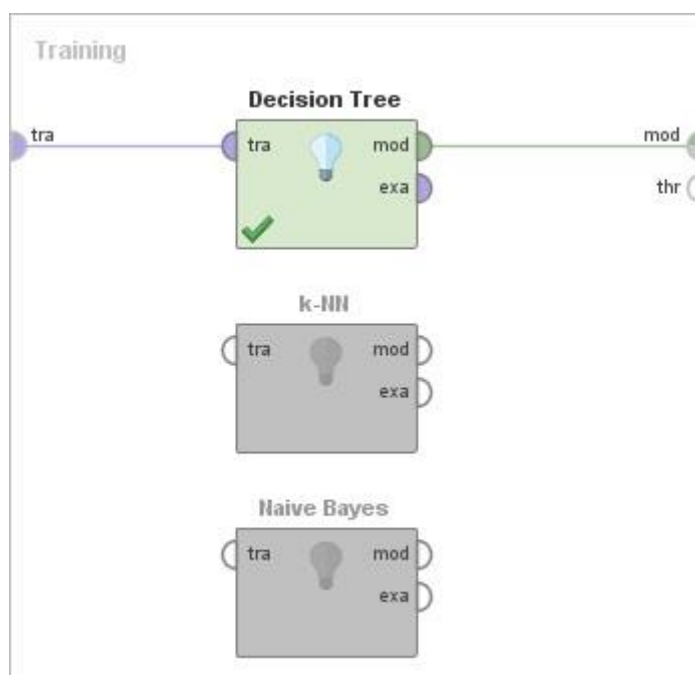 Training
Decision Tree
tra
tra
mod
mod
exa
thr
k-NN
tra
mod
exa
Naive Bayes
tra
mod
exa